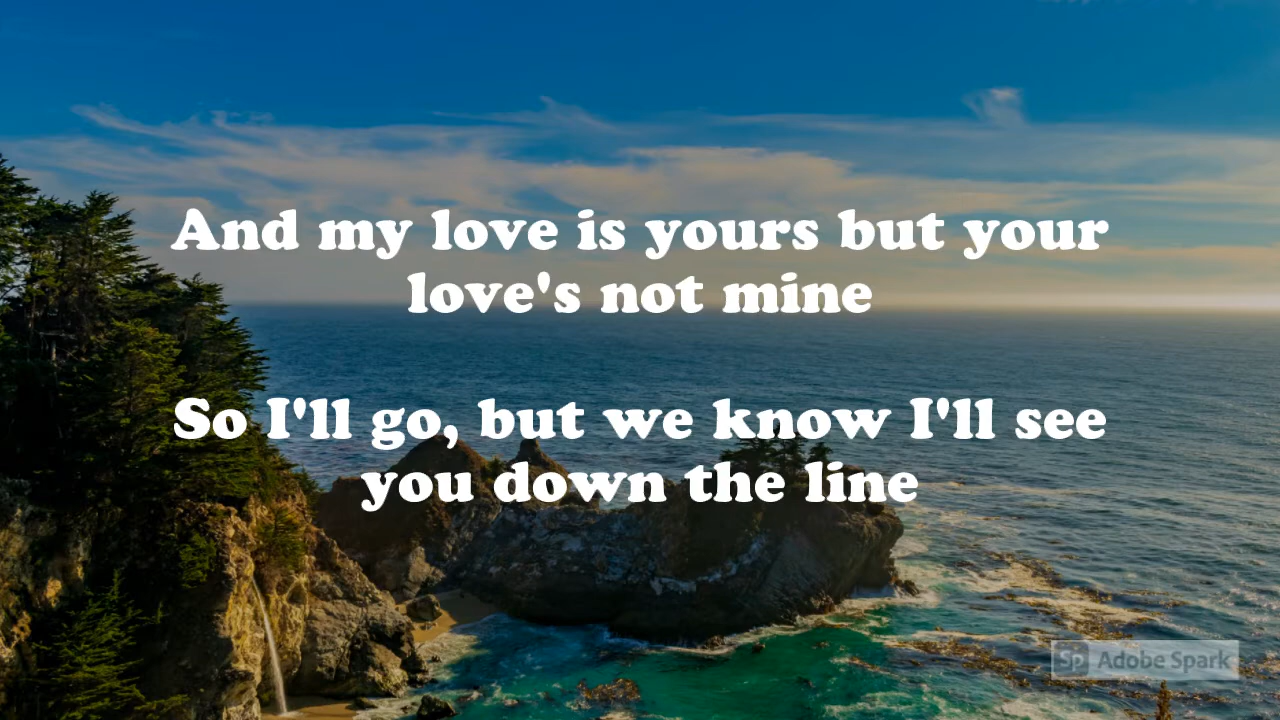 And my love is yours but your
love's not mine
So I'll go, but we know I'll see
you down the line
Sp Adobe Spark